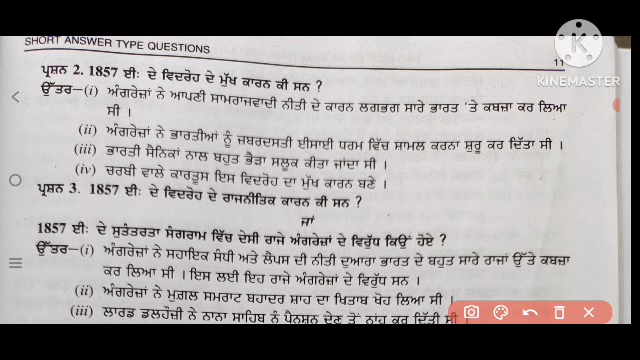 SHORT ANSWER TYPE QUESTIONS
11
KINEMASTER
ਪ੍ਰਸ਼ਨ 2. 1857 ਈਃ ਦੇ ਵਿਦਰੋਹ ਦੇ ਮੁੱਖ ਕਾਰਨ ਕੀ ਸਨ ?
ਉੱਤਰ—(i) ਅੰਗਰੇਜ਼ਾਂ ਨੇ ਆਪਣੀ ਸਾਮਰਾਜਵਾਦੀ ਨੀਤੀ ਦੇ ਕਾਰਨ ਲਗਭਗ ਸਾਰੇ ਭਾਰਤ 'ਤੇ ਕਬਜ਼ਾ ਕਰ ਲਿਆ
ਸੀ ।
(ii) ਅੰਗਰੇਜ਼ਾਂ ਨੇ ਭਾਰਤੀਆਂ ਨੂੰ ਜ਼ਬਰਦਸਤੀ ਈਸਾਈ ਧਰਮ ਵਿੱਚ ਸ਼ਾਮਲ ਕਰਨਾ ਸ਼ੁਰੂ ਕਰ ਦਿੱਤਾ ਸੀ ।
(iii) ਭਾਰਤੀ ਸੈਨਿਕਾਂ ਨਾਲ ਬਹੁਤ ਭੈੜਾ ਸਲੂਕ ਕੀਤਾ ਜਾਂਦਾ ਸੀ ।
(iv) ਚਰਬੀ ਵਾਲੇ ਕਾਰਤੂਸ ਇਸ ਵਿਦਰੋਹ ਦਾ ਮੁੱਖ ਕਾਰਨ ਬਣੇ ।
ਪ੍ਰਸ਼ਨ 3. 1857 ਈਃ ਦੇ ਵਿਦਰੋਹ ਦੇ ਰਾਜਨੀਤਿਕ ਕਾਰਨ ਕੀ ਸਨ ?
ਜਾਂ
1857 ਈਃ ਦੇ ਸੁਤੰਤਰਤਾ ਸੰਗਰਾਮ ਵਿੱਚ ਦੇਸੀ ਰਾਜੇ ਅੰਗਰੇਜ਼ਾਂ ਦੇ ਵਿਰੁੱਧ ਕਿਉਂ ਹੋਏ ?
ਉੱਤਰ—(i) ਅੰਗਰੇਜ਼ਾਂ ਨੇ ਸਹਾਇਕ ਸੰਧੀ ਅਤੇ ਲੈਪਸ ਦੀ ਨੀਤੀ ਦੁਆਰਾ ਭਾਰਤ ਦੇ ਬਹੁਤ ਸਾਰੇ ਰਾਜਾਂ ਉੱਤੇ ਕਬਜ਼ਾ
ਕਰ ਲਿਆ ਸੀ । ਇਸ ਲਈ ਇਹ ਰਾਜੇ ਅੰਗਰੇਜ਼ਾਂ ਦੇ ਵਿਰੁੱਧ ਸਨ ।
(ii) ਅੰਗਰੇਜ਼ਾਂ ਨੇ ਮੁਗ਼ਲ ਸਮਰਾਟ ਬਹਾਦਰ ਸ਼ਾਹ ਦਾ ਖ਼ਿਤਾਬ ਖੋਹ ਲਿਆ ਸੀ ।
(iii) ਲਾਰਡ ਡਲਹੌਜ਼ੀ ਨੇ ਨਾਨਾ ਸਾਹਿਬ ਨੂੰ ਪੈਨਸ਼ਨ ਦੇਣ ਤੋਂ ਨਾਂਹ ਕਰ ਦਿੱਤੀ ਸੀ ।